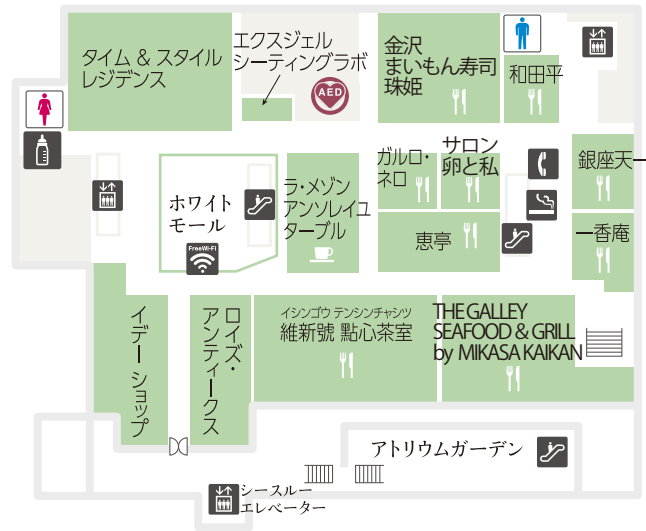 タイム & スタイル
レジデンス
エクスジェル
シーティングラボ
AED
金沢
まいもん寿司
珠姫
和田平
ガルロ・
ネロ
サロン
卵と私
銀座天一
ホワイト
モール
FreeWi-Fi
ラ・メゾン
アンソレイユ
ターブル
恵亭
一香庵
イデーショップ
ロイズ・
アンティークス
イシンゴウ テンシンチャシツ
維新號 點心茶室
THE GALLEY
SEAFOOD & GRILL
by MIKASA KAIKAN
アトリウムガーデン
シースルー
エレベーター